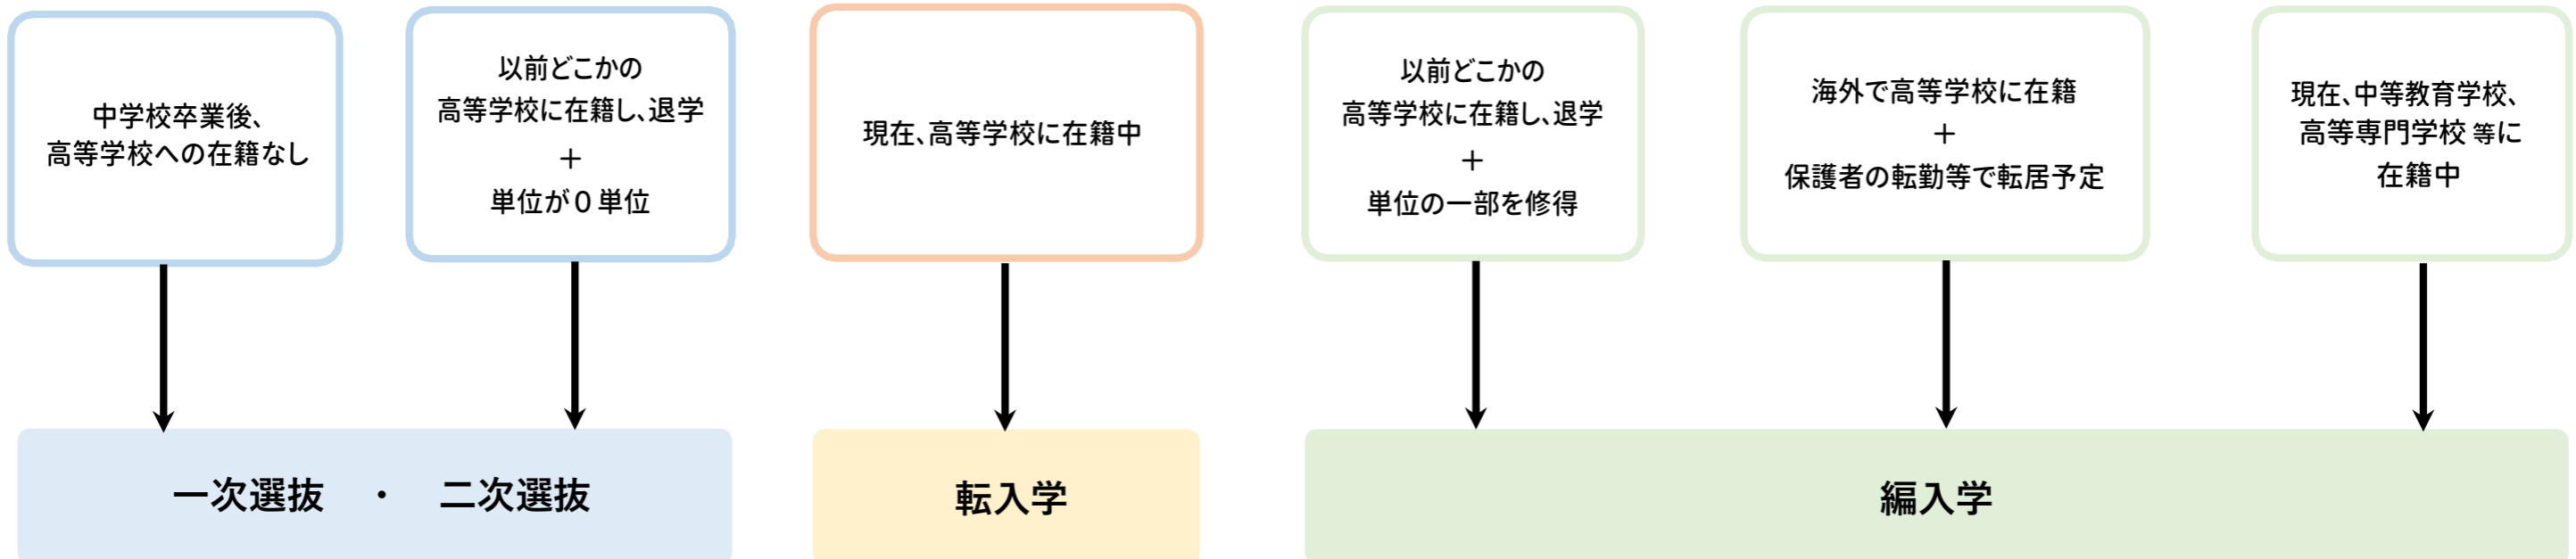 中学校卒業後、
高等学校への在籍なし
以前どこかの
高等学校に在籍し、退学
＋
単位が０単位
現在、高等学校に在籍中
以前どこかの
高等学校に在籍し、退学
＋
単位の一部を修得
海外で高等学校に在籍
＋
保護者の転勤等で転居予定
現在、中等教育学校、
高等専門学校 等に
在籍中
一次選抜　・　二次選抜
転入学
編入学